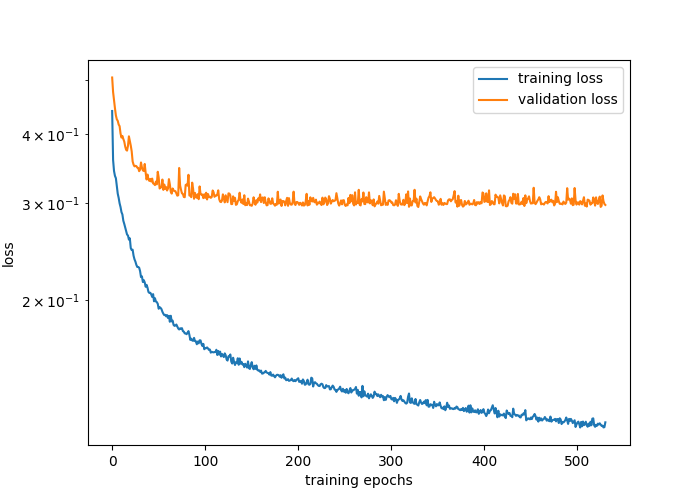 training loss
validation loss
4 × 10⁻¹
3 × 10⁻¹
2 × 10⁻¹
loss
0 100 200 300 400 500
training epochs